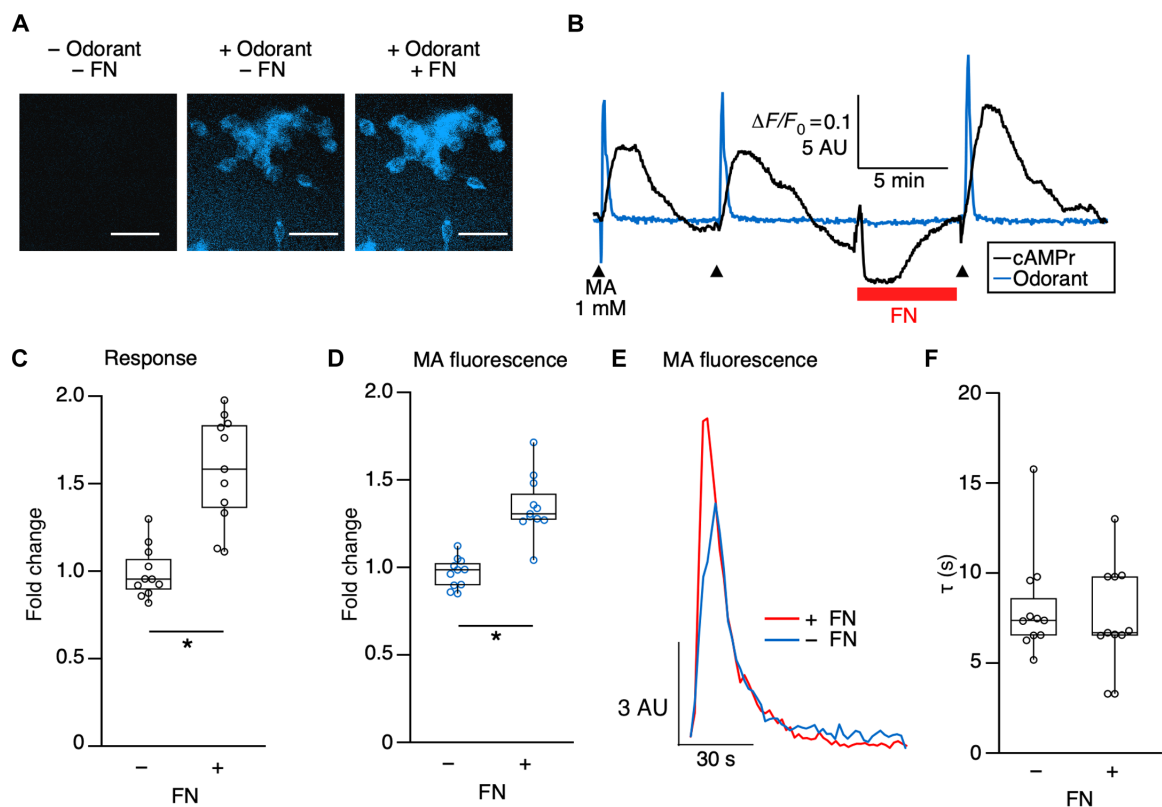 A
– Odorant
– FN
+ Odorant
– FN
+ Odorant
+ FN
B
ΔF/F0 = 0.1
5 AU
5 min
MA
1 mM
FN
cAMPr
Odorant
C
Response
Fold change
2.0
1.5
1.0
0.5
0
*
– +
FN
D
MA fluorescence
Fold change
2.0
1.5
1.0
0.5
0
*
– +
FN
E
MA fluorescence
+ FN
– FN
3 AU
30 s
F
τ (s)
20
15
10
5
0
– +
FN